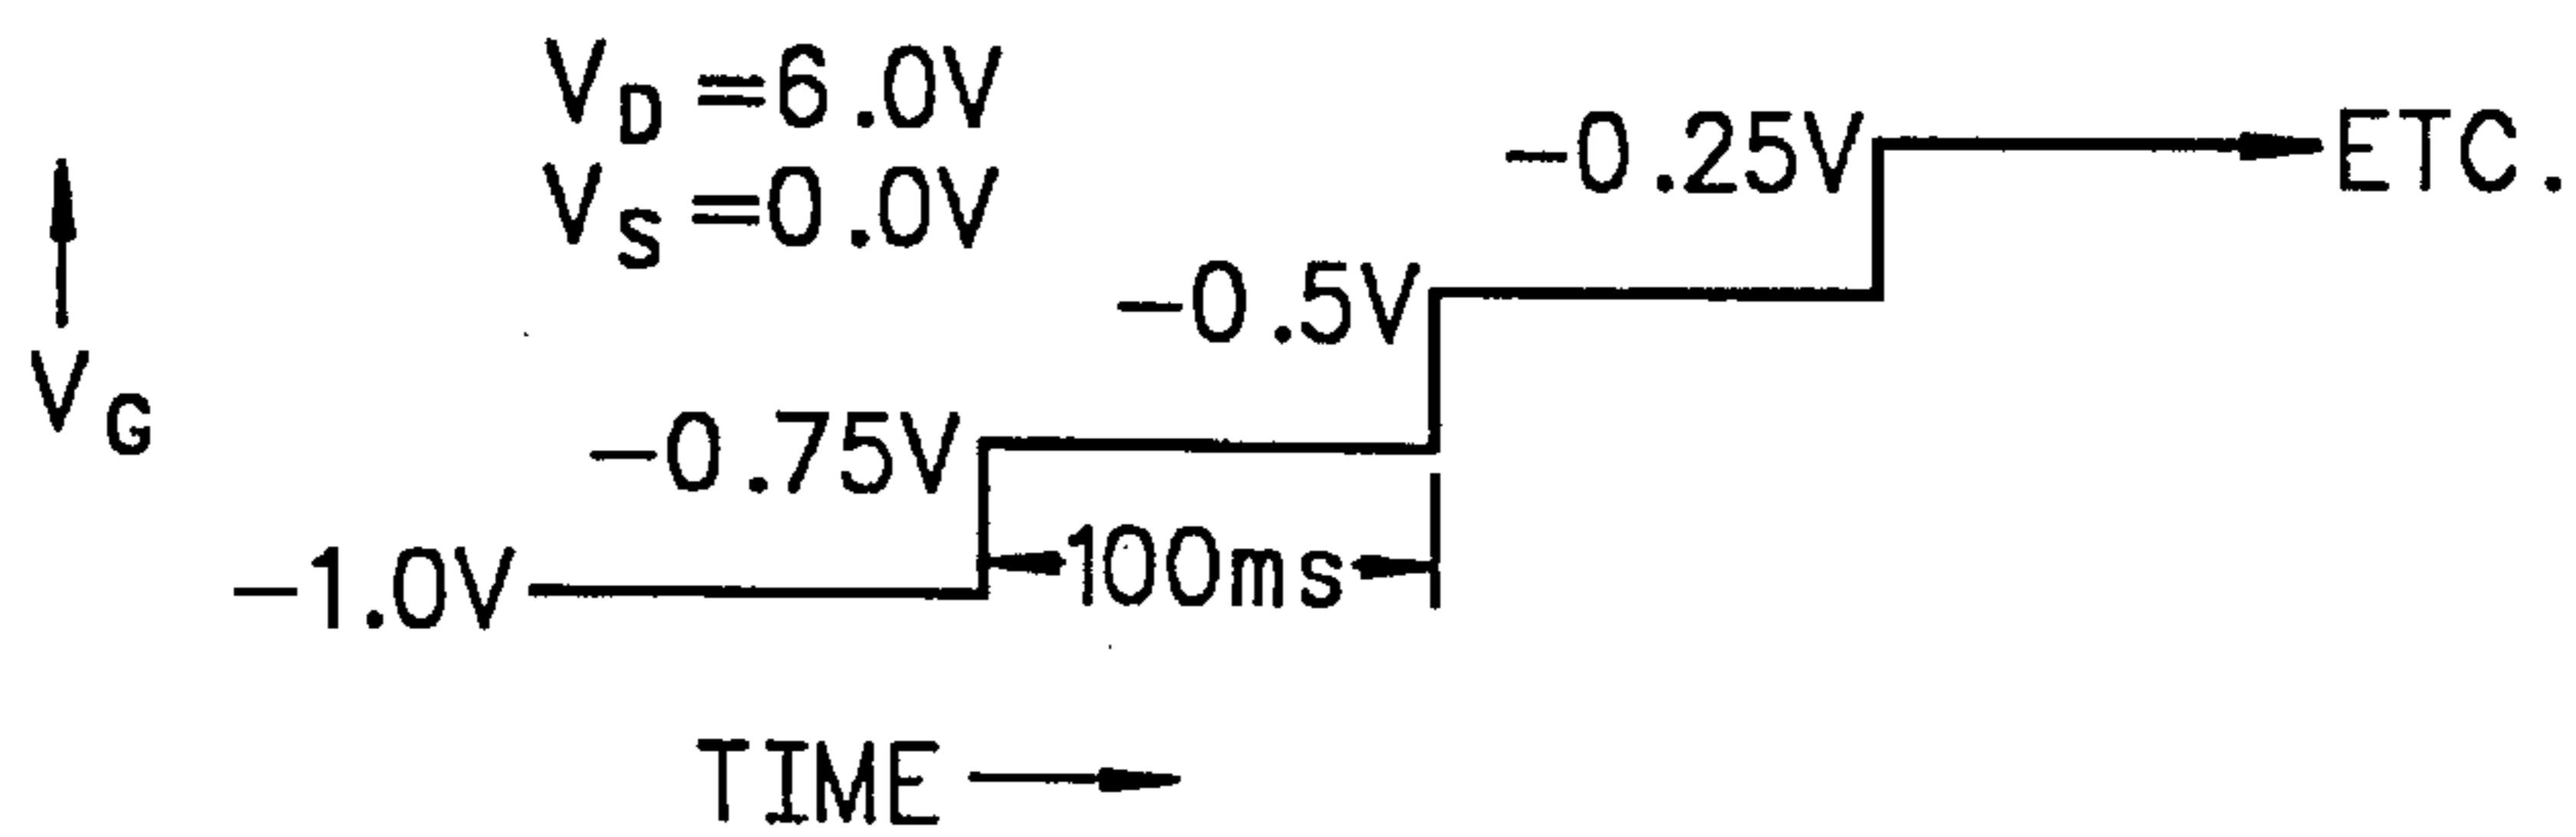 V_D=6.0V
V_S=0.0V
-0.25V
ETC.
-0.5V
V_G
-0.75V
-1.0V
100ms
TIME